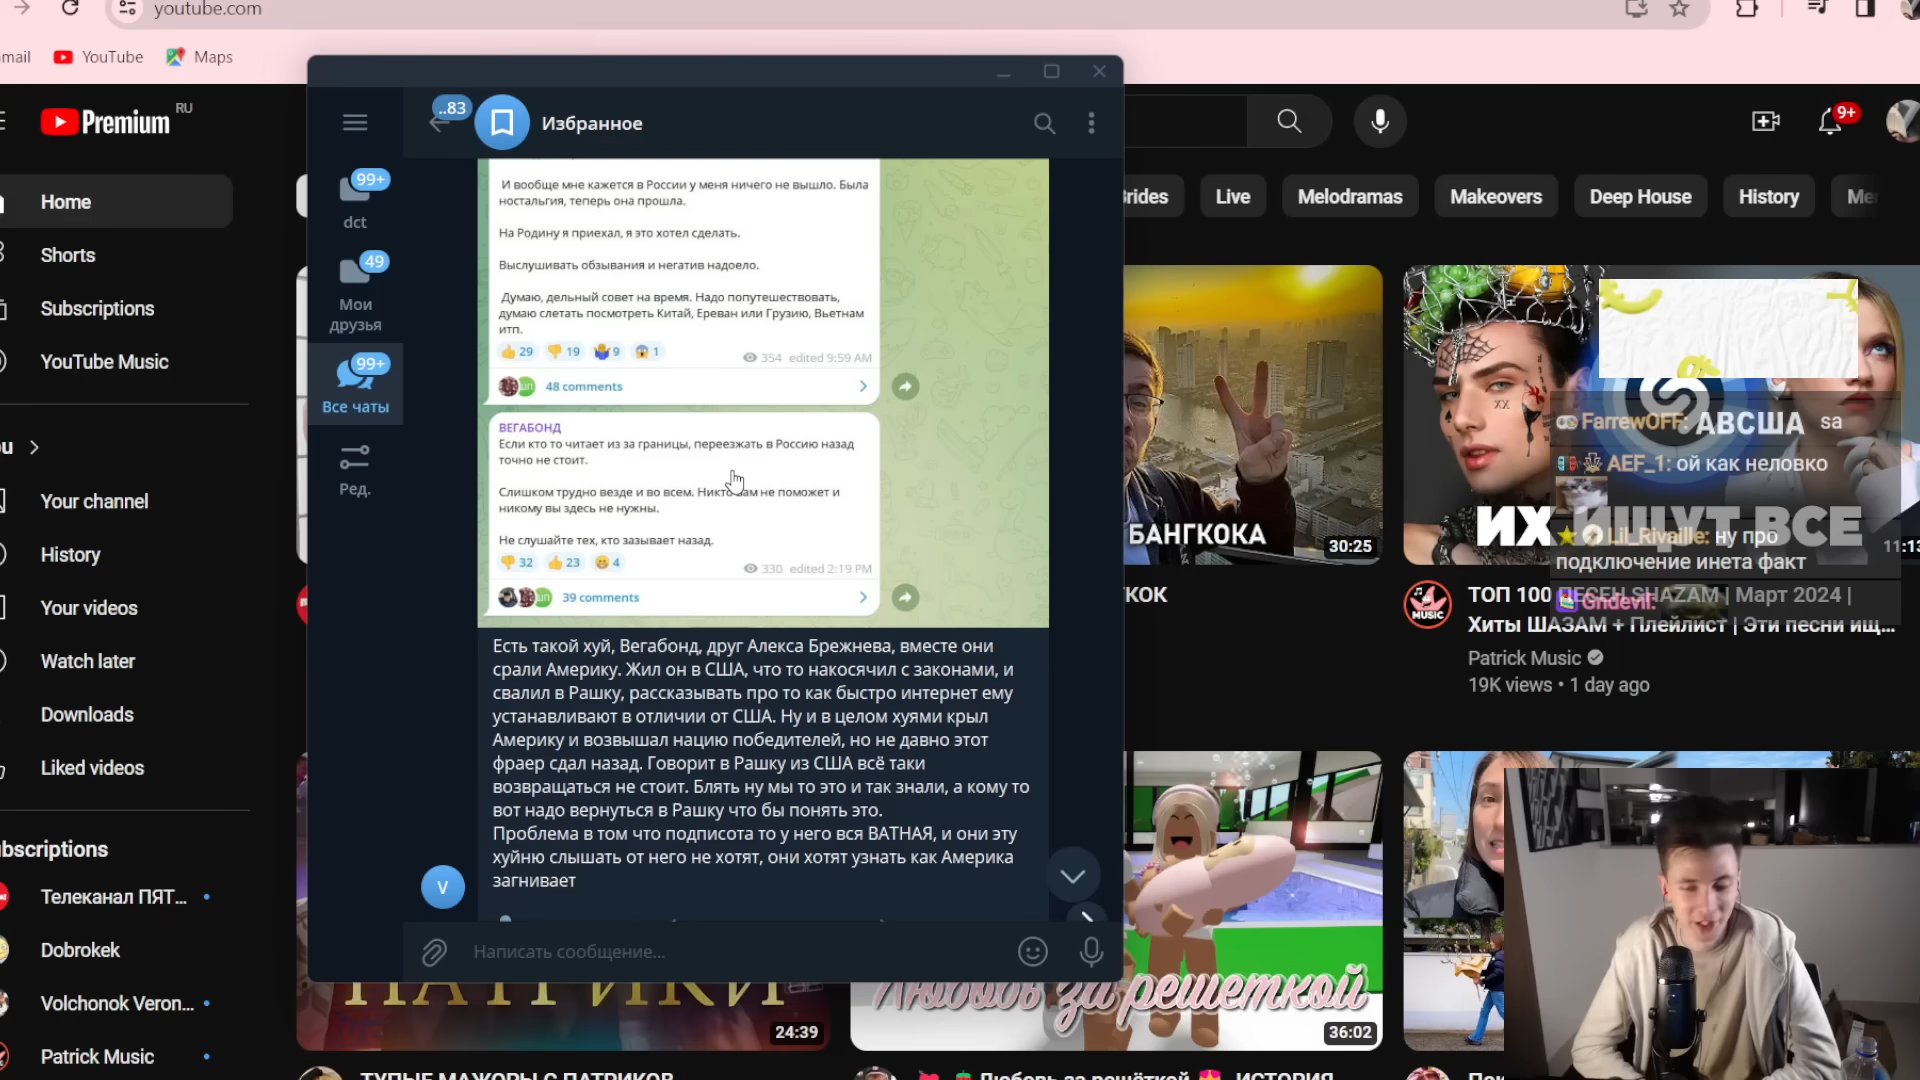 youtube.com
mail
YouTube
Maps
Premium
RU
9+
Home
Shorts
Subscriptions
YouTube Music
Your channel
History
Your videos
Watch later
Downloads
Liked videos
bscriptions
Телеканал ПЯТ...
Dobrokek
Volchonok Veron...
Patrick Music
..83
Избранное
99+
dct
49
Мои
друзья
99+
Все чаты
Ред.
И вообще мне кажется в России у меня ничего не вышло. Была
ностальгия, теперь она прошла.
На Родину я приехал, я это хотел сделать.
Выслушивать обзывания и негатив надоело.
Думаю, дельный совет на время. Надо попутешествовать,
думаю слетать посмотреть Китай, Ереван или Грузию, Вьетнам
итп.
29 19 9 1
354 edited 9:59 AM
48 comments
ВЕГАБОНД
Если кто то читает из за границы, переезжать в Россию назад
точно не стоит.
Слишком трудно везде и во всем. Никто вам не поможет и
никому вы здесь не нужны.
Не слушайте тех, кто зазывает назад.
32 23 4
330 edited 2:19 PM
39 comments
Есть такой хуй, Вегабонд, друг Алекса Брежнева, вместе они
срали Америку. Жил он в США, что то накосячил с законами, и
свалил в Рашку, рассказывать про то как быстро интернет ему
устанавливают в отличии от США. Ну и в целом хуями крыл
Америку и возвышал нацию победителей, но не давно этот
фраер сдал назад. Говорит в Рашку из США всё таки
возвращаться не стоит. Блять ну мы то это и так знали, а кому то
вот надо вернуться в Рашку что бы понять это.
Проблема в том что подписота то у него вся ВАТНАЯ, и они эту
хуйню слышать от него не хотят, они хотят узнать как Америка
загнивает
V
Написать сообщение...
Brides
Live
Melodramas
Makeovers
Deep House
History
БАНГКОКА
30:25
КОК
FarrewOFF: АВСША sa
AEF_1: ой как неловко
ИХ ИЩУТ ВСЕ
Lil_Rivaille: ну про
подключение инета факт
Gndevil:
XX
MUSIC
ТОП 100 ПЕСЕН SHAZAM | Март 2024 |
Хиты ШАЗАМ + Плейлист | Эти песни ищ...
Patrick Music
19K views • 1 day ago
ПАТРИКИ
24:39
Любовь за решеткой
36:02
ТУПЫЕ МАЖОРЫ С ПАТРИКОВ
Любовь за решёткой
ИСТОРИЯ